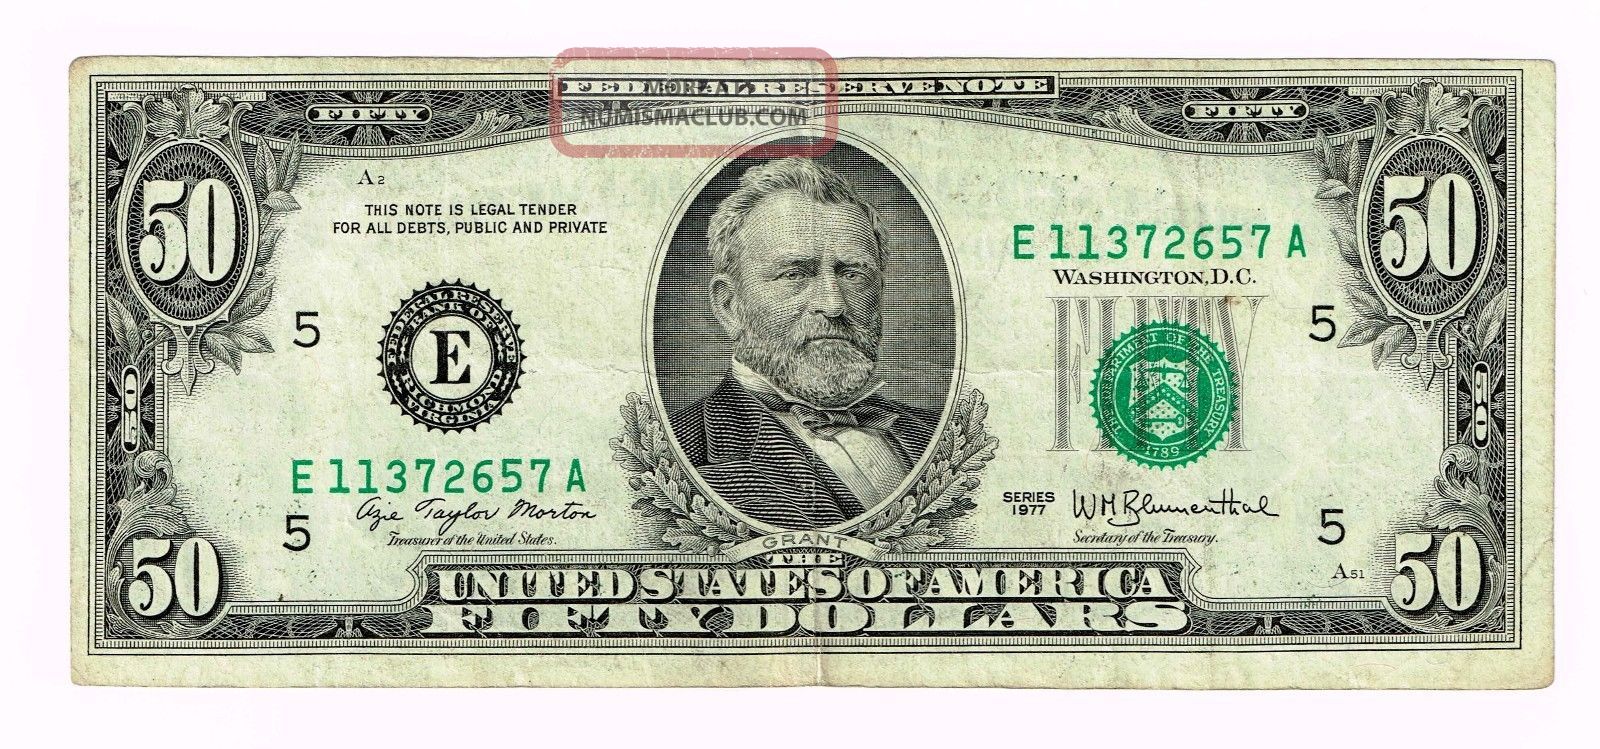 FEDERAL RESERVE NOTE
MORE AT
NUMISMACLUB.COM
FIFTY
FIFTY
50
50
A2
THIS NOTE IS LEGAL TENDER
FOR ALL DEBTS, PUBLIC AND PRIVATE
E 11372657 A
WASHINGTON, D.C.
FIFTY
5
5
FEDERAL RESERVE
BANK OF
E
RICHMOND
VIRGINIA
THE DEPARTMENT OF THE TREASURY
1789
50
50
E 11372657 A
Azie Taylor Morton
Treasurer of the United States.
5
SERIES
1977
W M Blumenthal
Secretary of the Treasury.
5
GRANT
A51
50
50
THE
UNITED STATES OF AMERICA
FIFTY DOLLARS
FIFTY
FIFTY